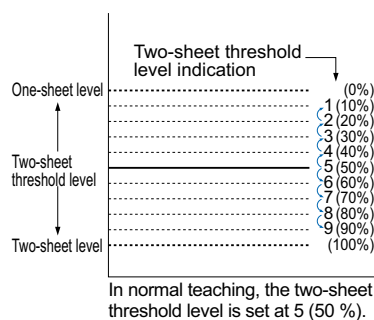 Two-sheet threshold
level indication
One-sheet level
(0%)
1 (10%)
2 (20%)
3 (30%)
4 (40%)
Two-sheet
threshold level
5 (50%)
6 (60%)
7 (70%)
8 (80%)
9 (90%)
Two-sheet level
(100%)
In normal teaching, the two-sheet
threshold level is set at 5 (50 %).